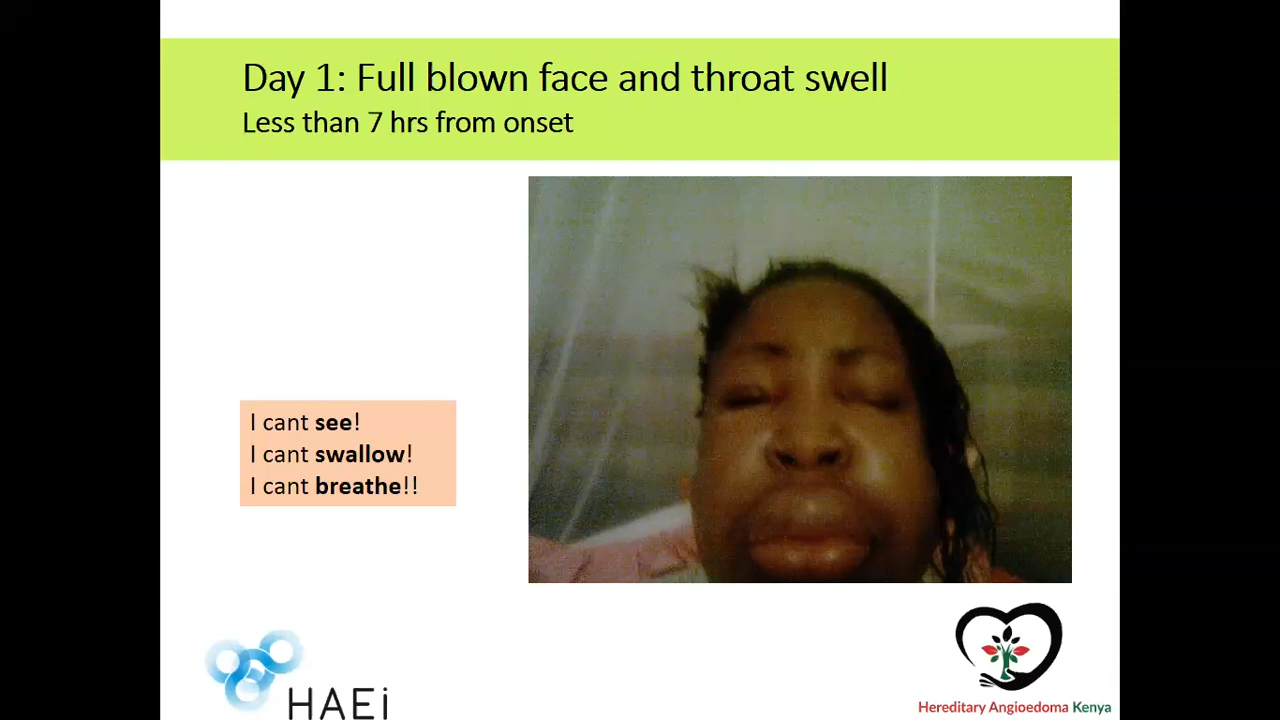 Day 1: Full blown face and throat swell
Less than 7 hrs from onset
I cant see!
I cant swallow!
I cant breathe!!
HAEi
Hereditary Angioedoma Kenya